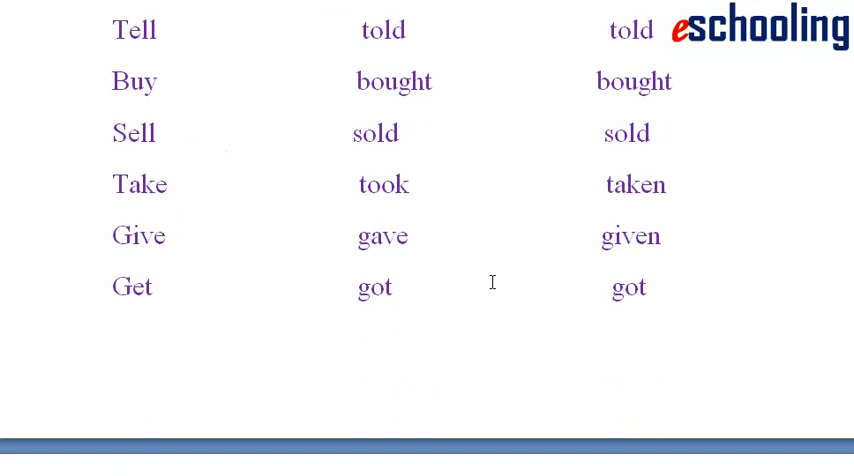 Tell told told eschooling
Buy bought bought
Sell sold sold
Take took taken
Give gave given
Get got got